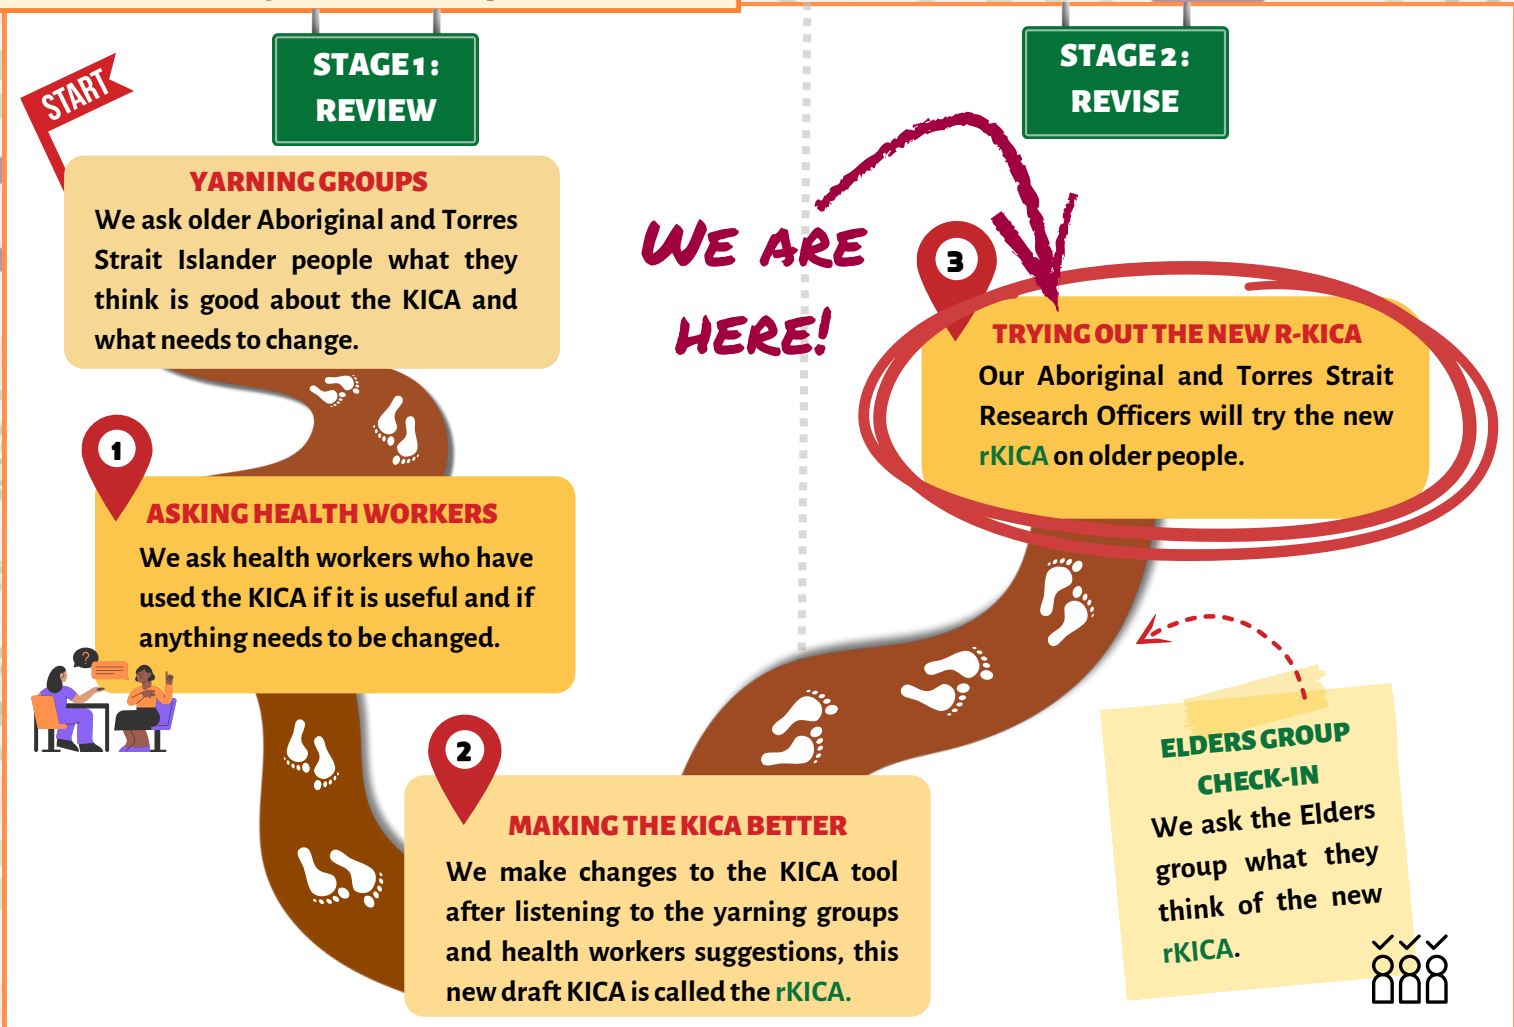 STAGE 1:
REVIEW
START
YARNING GROUPS
We ask older Aboriginal and Torres
Strait Islander people what they
think is good about the KICA and
what needs to change.
1
ASKING HEALTH WORKERS
We ask health workers who have
used the KICA if it is useful and if
anything needs to be changed.
?
2
MAKING THE KICA BETTER
We make changes to the KICA tool
after listening to the yarning groups
and health workers suggestions, this
new draft KICA is called the rKICA.
STAGE 2:
REVISE
WE ARE
HERE!
3
TRYING OUT THE NEW R-KICA
Our Aboriginal and Torres Strait
Research Officers will try the new
rKICA on older people.
ELDERS GROUP
CHECK-IN
We ask the Elders
group what they
think of the new
rKICA.